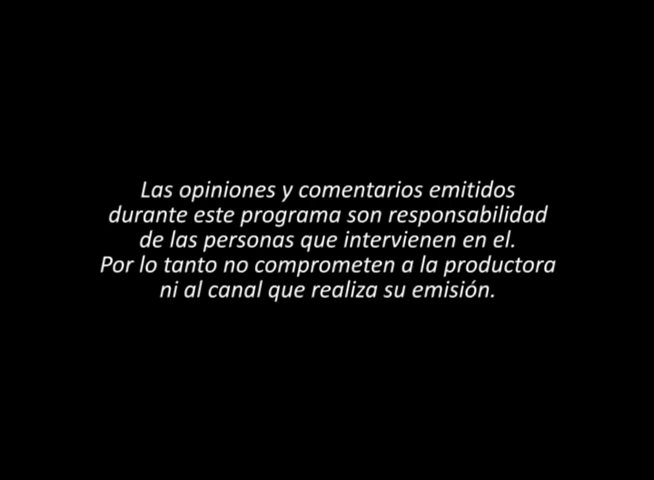 Las opiniones y comentarios emitidos
durante este programa son responsabilidad
de las personas que intervienen en el.
Por lo tanto no comprometen a la productora
ni al canal que realiza su emisión.